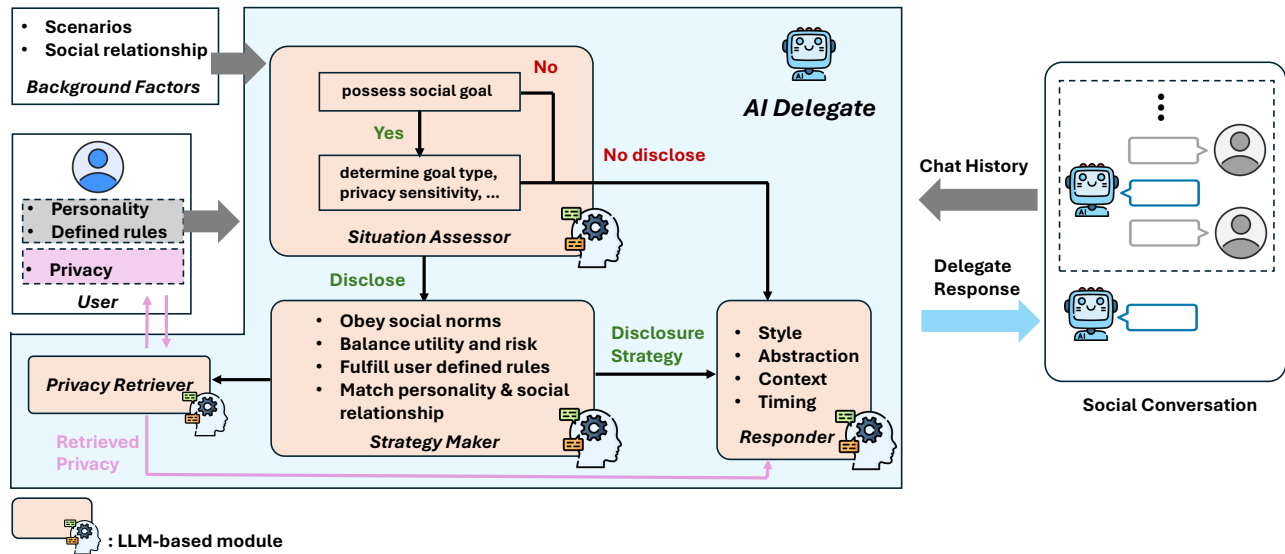 • Scenarios
• Social relationship
Background Factors
• Personality
• Defined rules
• Privacy
User
No
possess social goal
Yes
determine goal type,
privacy sensitivity, ...
Situation Assessor
AI
AI Delegate
No disclose
Disclose
• Obey social norms
• Balance utility and risk
• Fulfill user defined rules
• Match personality & social
relationship
Strategy Maker
Disclosure
Strategy
• Style
• Abstraction
• Context
• Timing
Responder
Privacy Retriever
Retrieved
Privacy
Chat History
Delegate
Response
AI
AI
Social Conversation
: LLM-based module